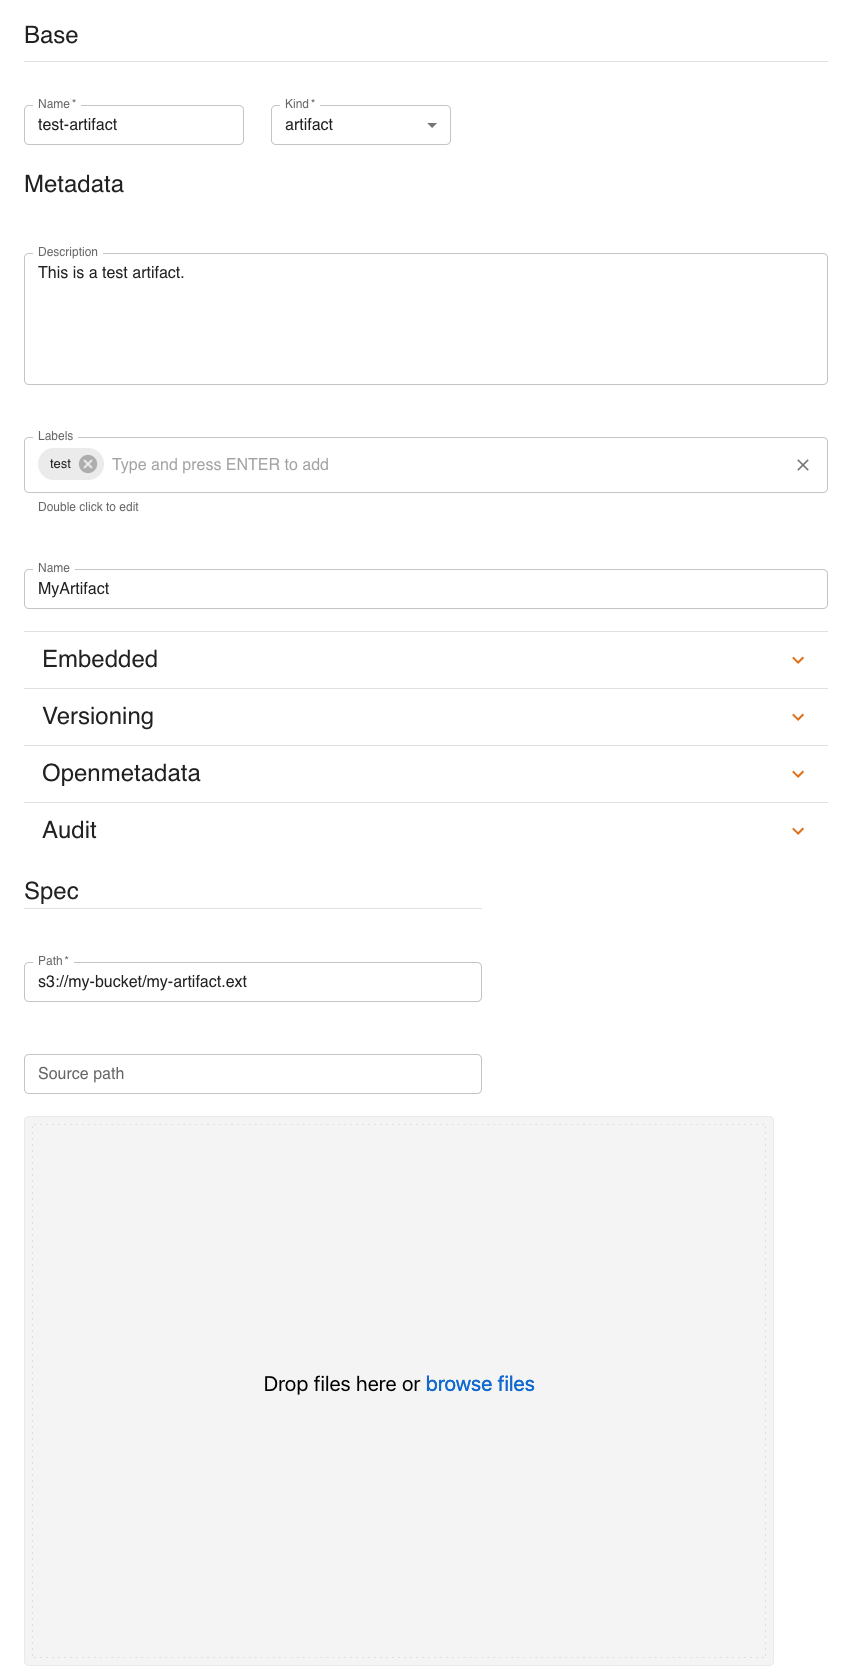 Base
Name *
test-artifact
Kind *
artifact
Metadata
Description
This is a test artifact.
Labels
test
Type and press ENTER to add
Double click to edit
Name
MyArtifact
Embedded
Versioning
Openmetadata
Audit
Spec
Path *
s3://my-bucket/my-artifact.ext
Source path
Drop files here or browse files